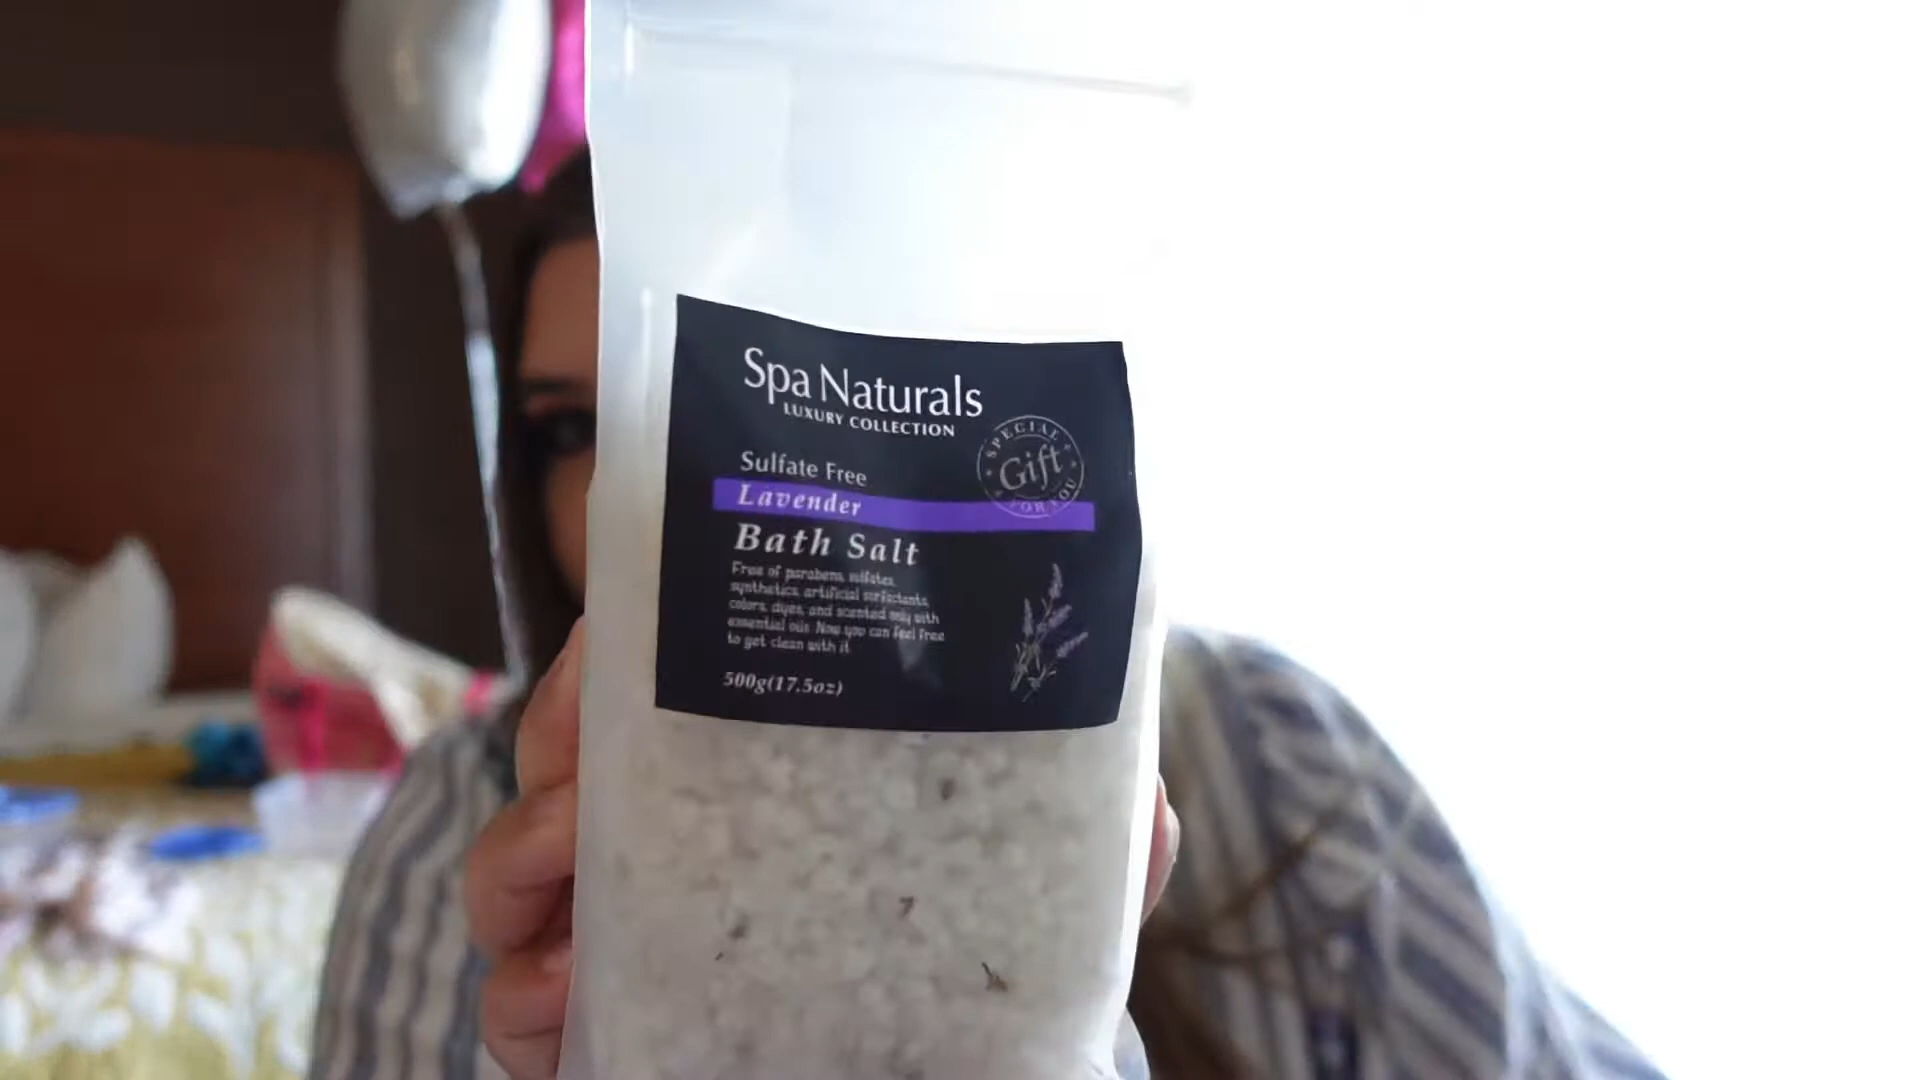 Spa Naturals
LUXURY COLLECTION
SPECIAL
Gift
FOR YOU
Sulfate Free
Lavender
Bath Salt
Free of parabens, sulfates,
synthetics, artificial surfactants,
colors, dyes, and scented only with
essential oils. Now you can feel free
to get clean with it
500g(17.5oz)